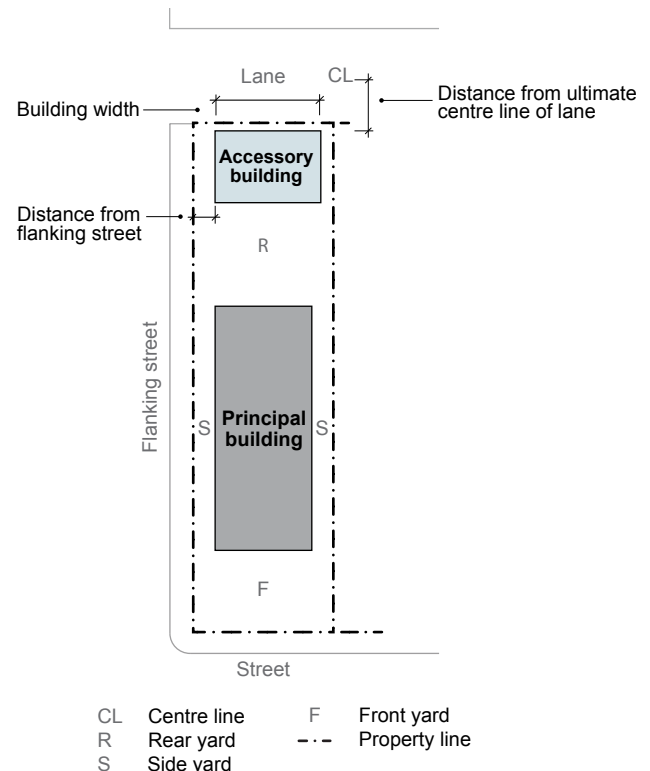 Lane
CL
Building width
Distance from ultimate
centre line of lane
Accessory
building
Distance from
flanking street
R
Flanking street
S
Principal
building
S
F
Street
CL Centre line
R Rear yard
S Side yard
F Front yard
Property line